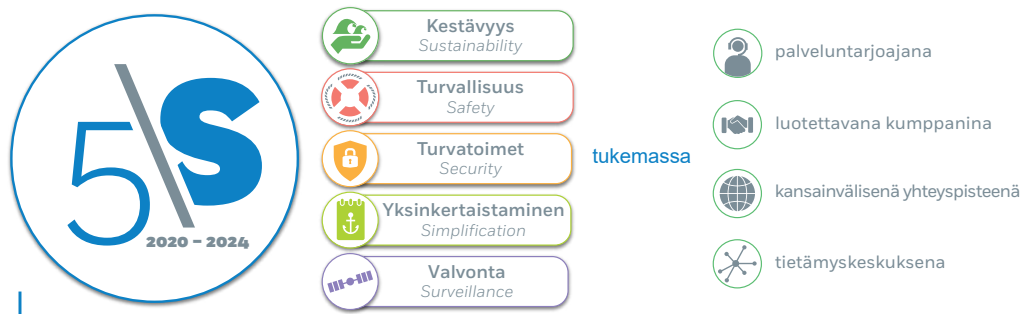 5\S
2020 – 2024
Kestävyys
Sustainability
Turvallisuus
Safety
Turvatoimet
Security
Yksinkertaistaminen
Simplification
Valvonta
Surveillance
tukemassa
palveluntarjoajana
luotettavana kumppanina
kansainvälisenä yhteyspisteenä
tietämyskeskuksena